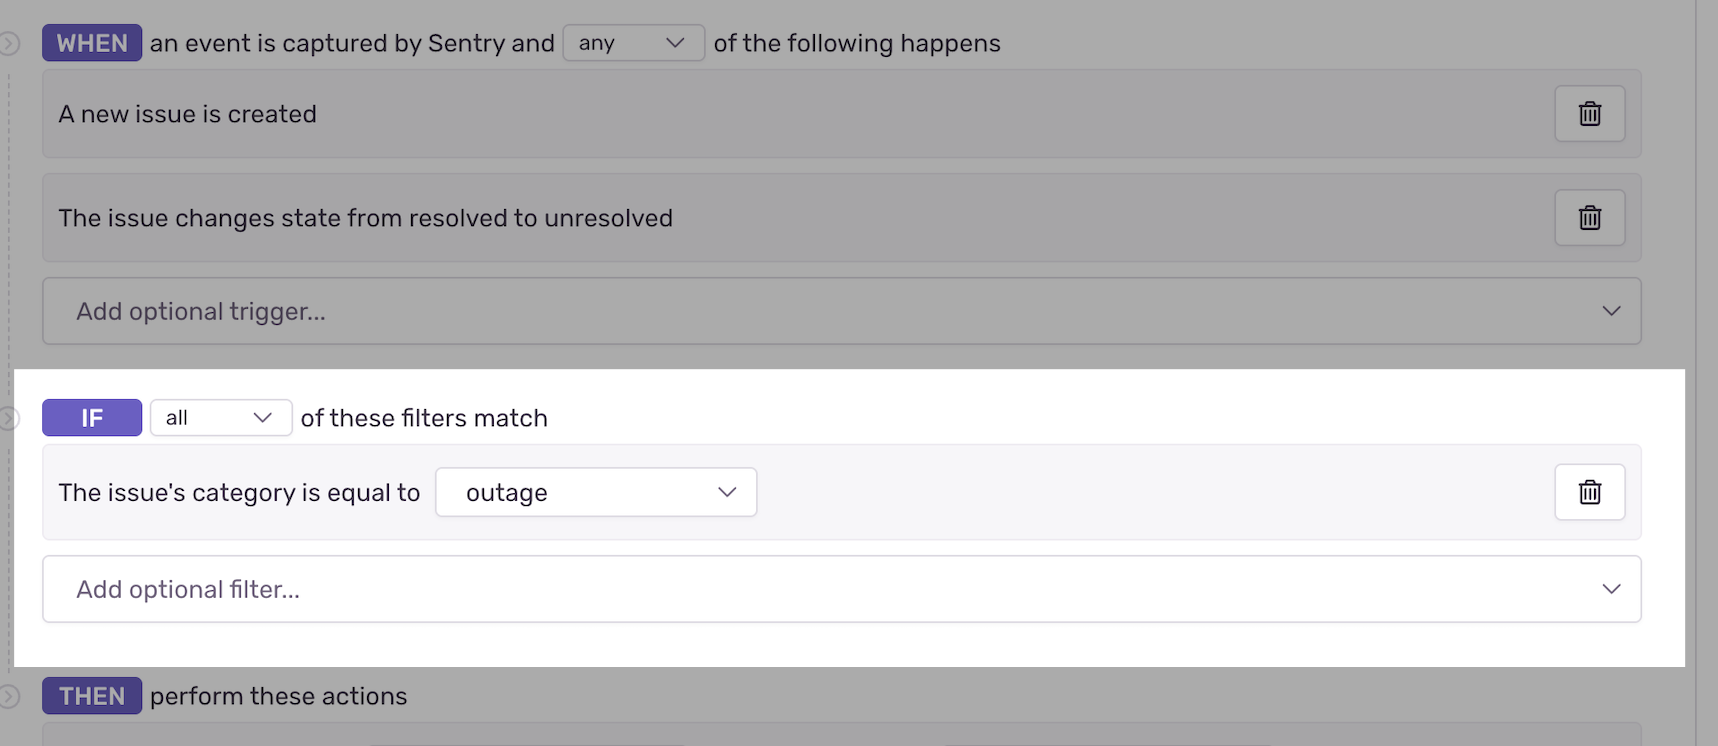 WHEN an event is captured by Sentry and any of the following happens
A new issue is created
The issue changes state from resolved to unresolved
Add optional trigger...
IF all of these filters match
The issue's category is equal to outage
Add optional filter...
THEN perform these actions